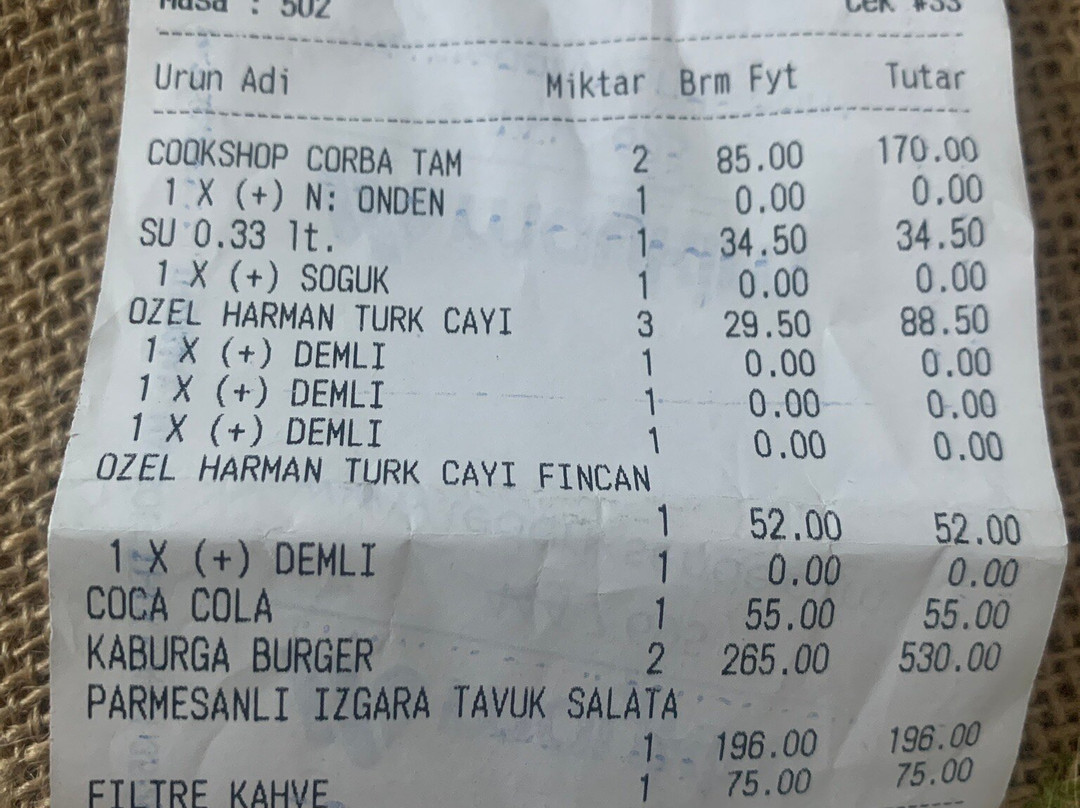 Masa : 502 Cek #33
Urun Adi Miktar Brm Fyt Tutar
COOKSHOP CORBA TAM 2 85.00 170.00
1 X (+) N: ONDEN 1 0.00 0.00
SU 0.33 lt. 1 34.50 34.50
1 X (+) SOGUK 1 0.00 0.00
OZEL HARMAN TURK CAYI 3 29.50 88.50
1 X (+) DEMLI 1 0.00 0.00
1 X (+) DEMLI 1 0.00 0.00
1 X (+) DEMLI 1 0.00 0.00
OZEL HARMAN TURK CAYI FINCAN
1 52.00 52.00
1 X (+) DEMLI 1 0.00 0.00
COCA COLA 1 55.00 55.00
KABURGA BURGER 2 265.00 530.00
PARMESANLI IZGARA TAVUK SALATA
1 196.00 196.00
FILTRE KAHVE 1 75.00 75.00